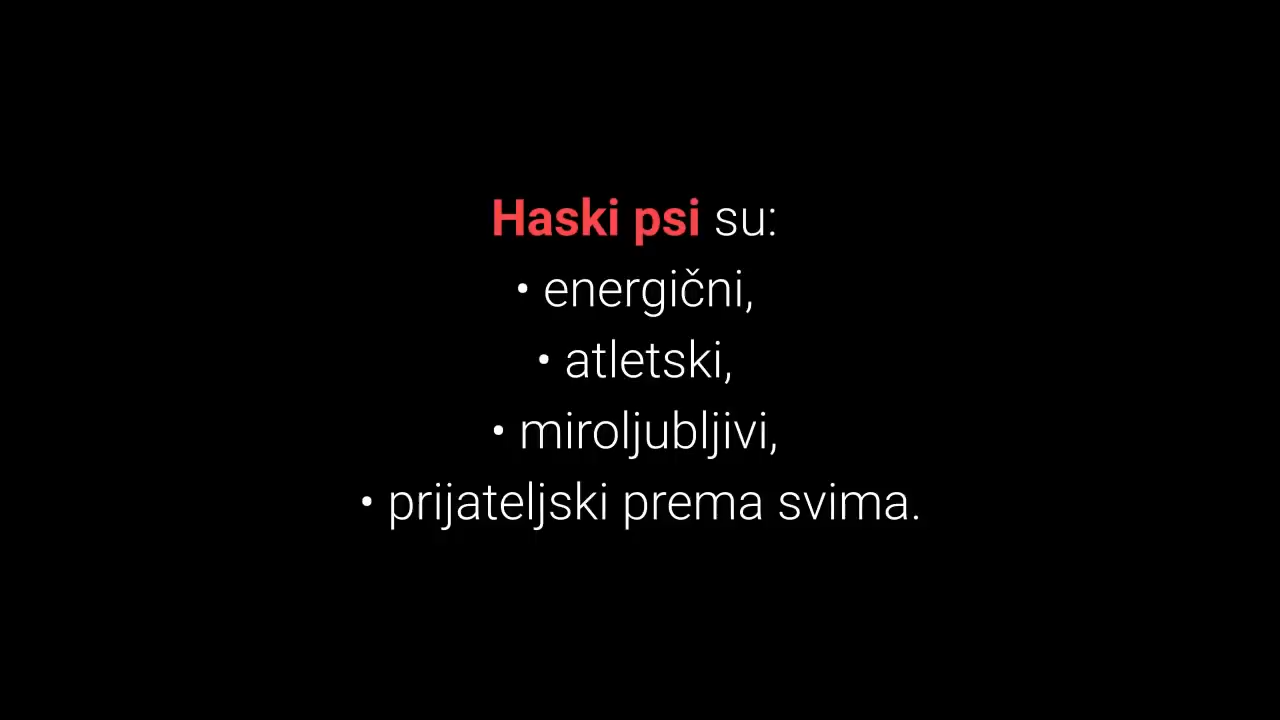 Haski psi su:
• energični,
• atletski,
• miroljubljivi,
• prijateljski prema svima.